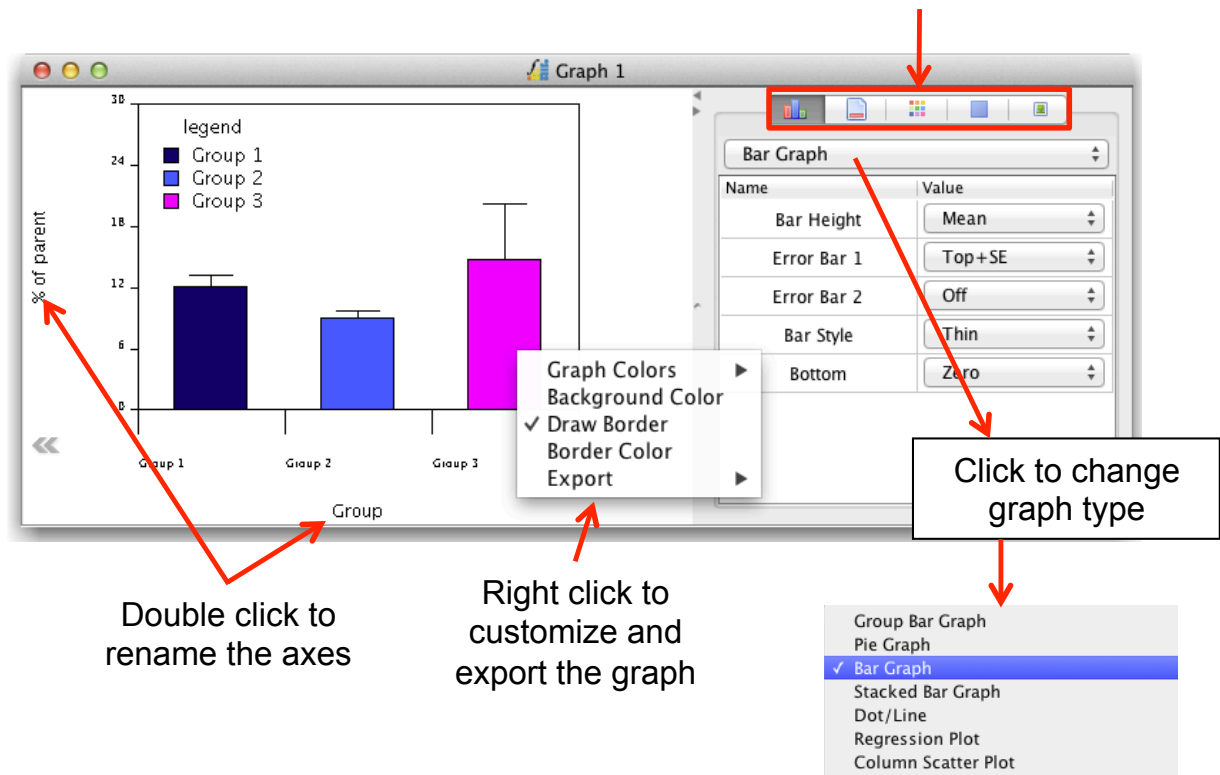 Graph 1
30
24
18
12
6
0
% of parent
legend
Group 1
Group 2
Group 3
Group 1
Group 2
Group 3
Group
Bar Graph
Name Value
Bar Height Mean
Error Bar 1 Top+SE
Error Bar 2 Off
Bar Style Thin
Bottom Zero
Graph Colors
Background Color
✓ Draw Border
Border Color
Export
Click to change
graph type
Double click to
rename the axes
Right click to
customize and
export the graph
Group Bar Graph
Pie Graph
✓ Bar Graph
Stacked Bar Graph
Dot/Line
Regression Plot
Column Scatter Plot